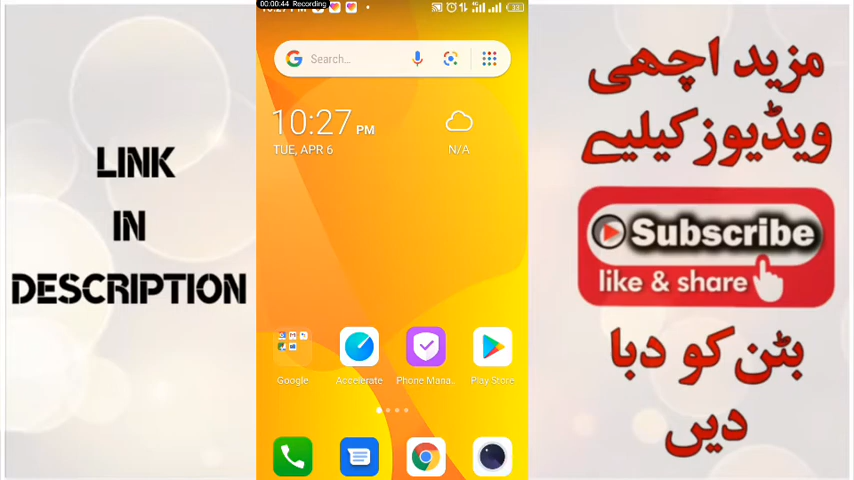 LINK
IN
DESCRIPTION
00:00:44 Recording
Search...
10:27 PM
TUE, APR 6
N/A
Google
Accelerate
Phone Mana..
Play Store
مزید اچھی
ویڈیوز کیلیے
Subscribe
like & share
بٹن کو دبا
دیں